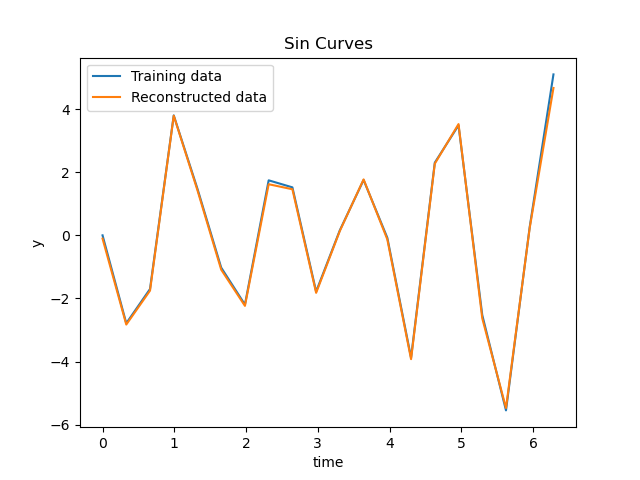 Sin Curves
Training data
Reconstructed data
4
2
0
−2
−4
−6
y
0 1 2 3 4 5 6
time